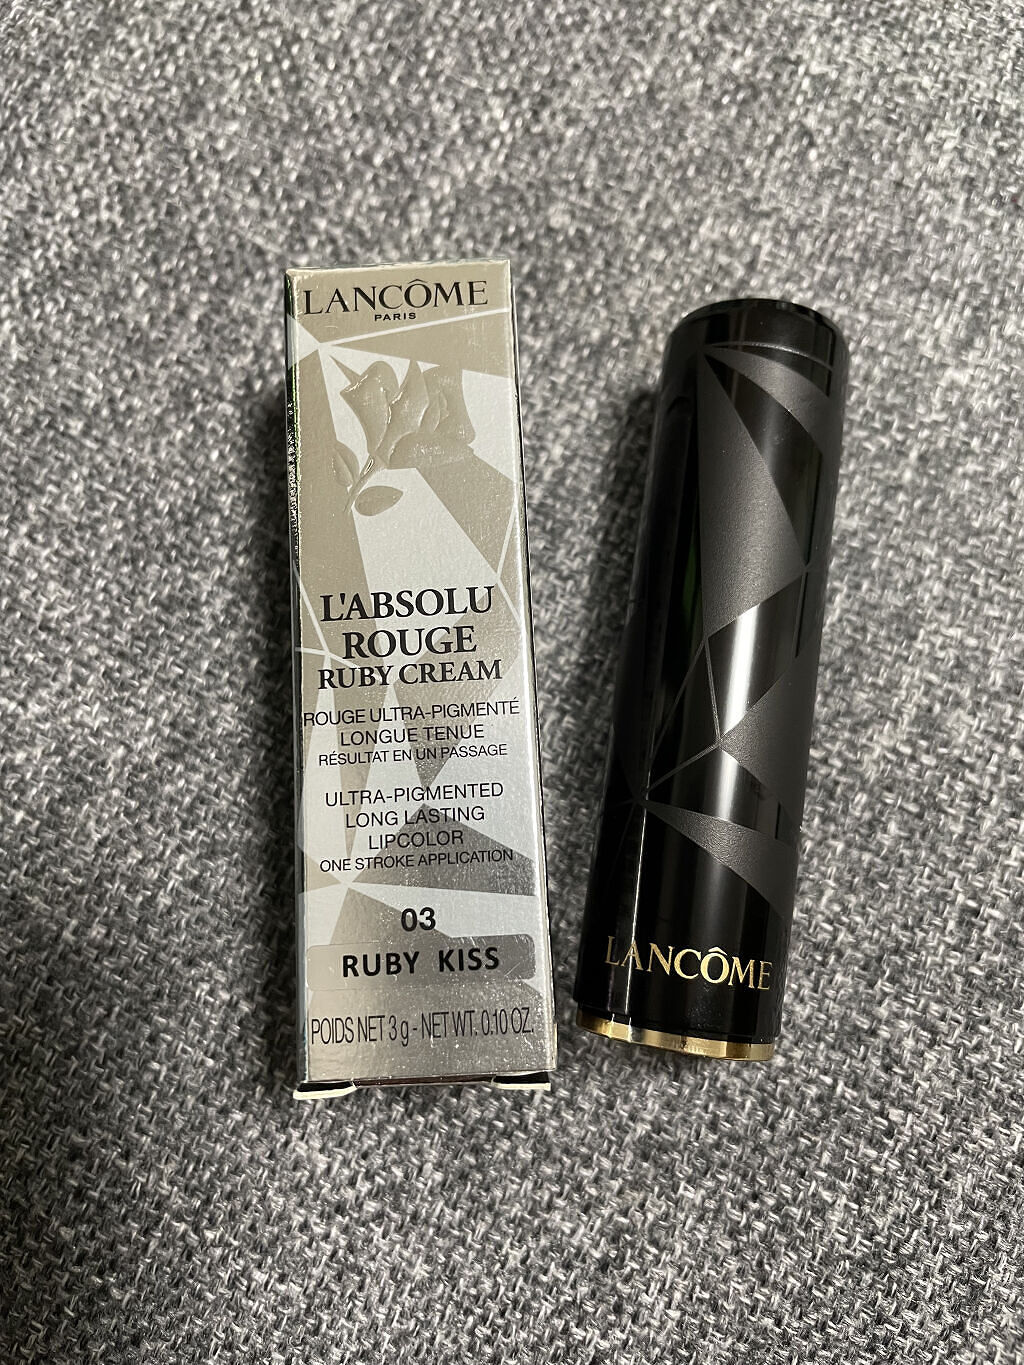 LANCÔME
PARIS
L'ABSOLU
ROUGE
RUBY CREAM
ROUGE ULTRA-PIGMENTÉ
LONGUE TENUE
RÉSULTAT EN UN PASSAGE
ULTRA-PIGMENTED
LONG LASTING
LIPCOLOR
ONE STROKE APPLICATION
03
RUBY KISS
POIDS NET 3 g - NET WT. 0.10 OZ.
LANCÔME